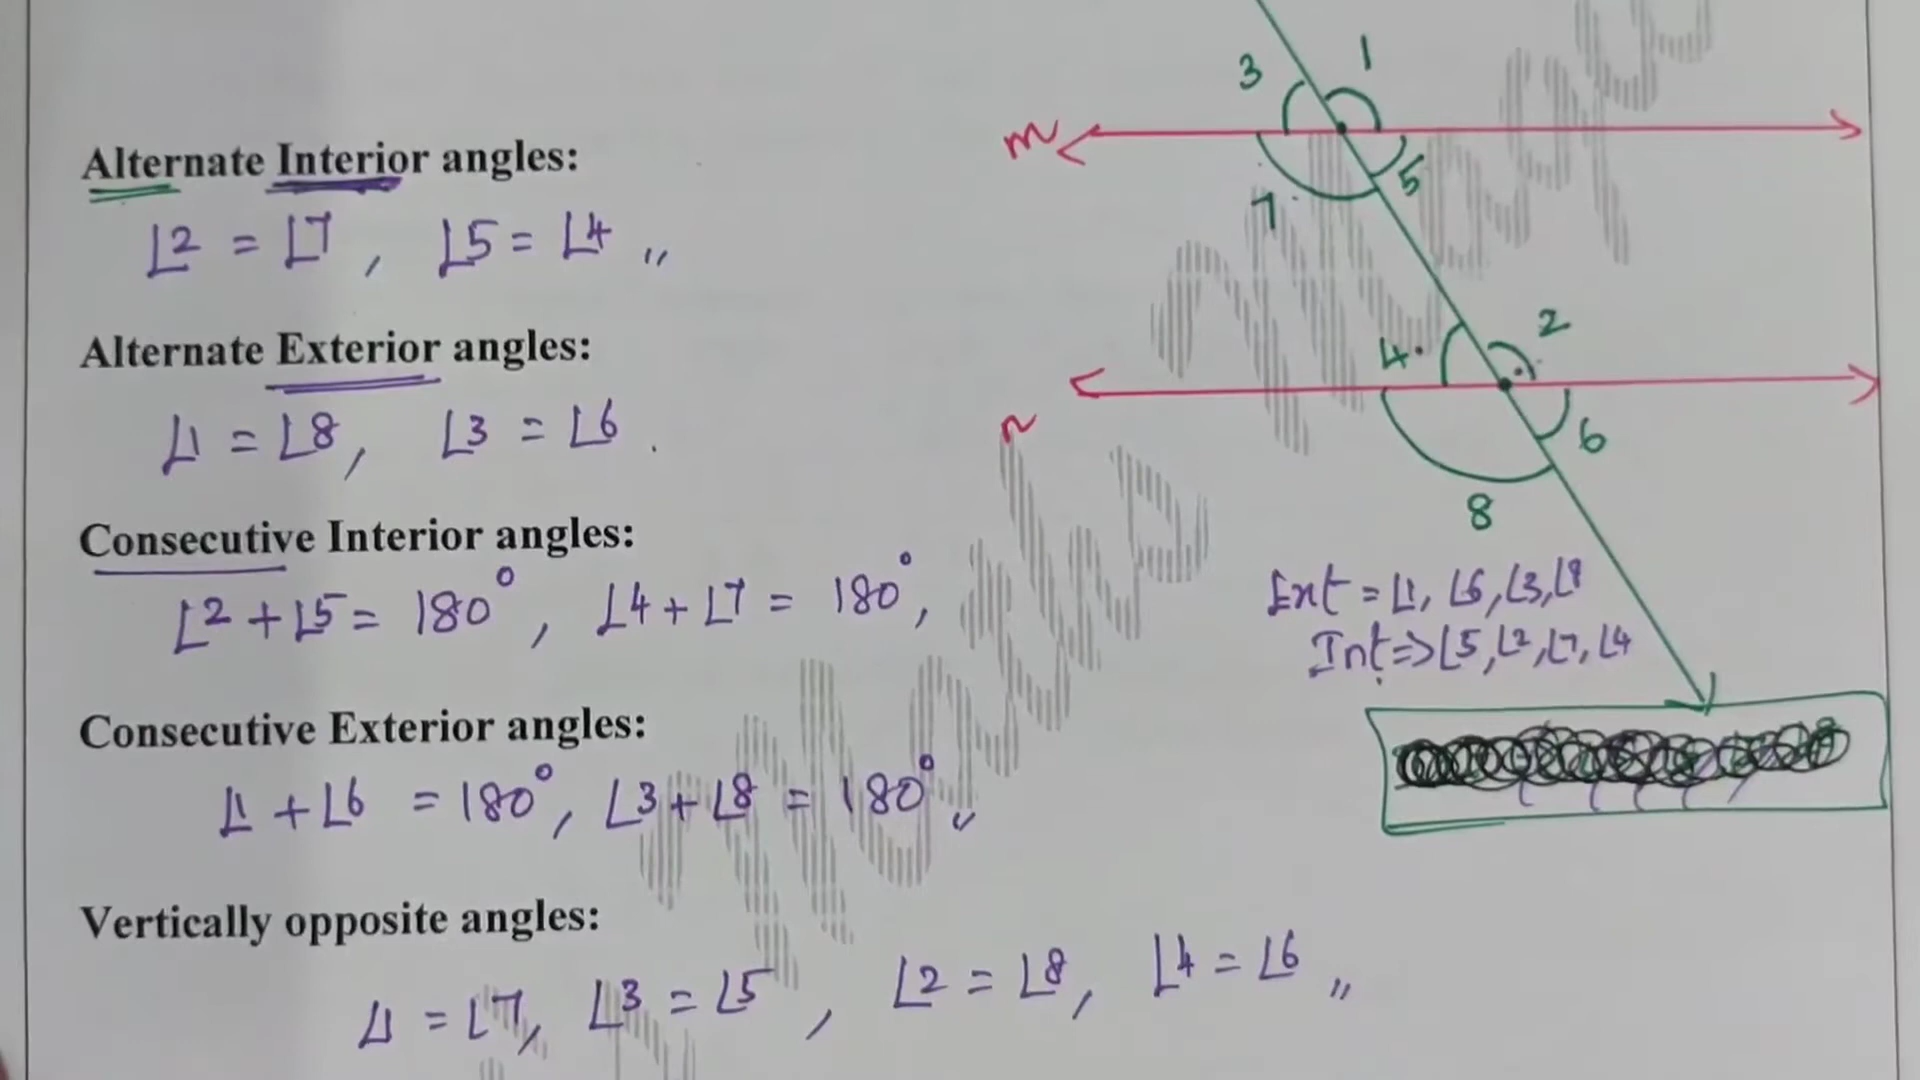 Alternate Interior angles:
∠2 = ∠7, ∠5 = ∠4 ,,
Alternate Exterior angles:
∠1 = ∠8, ∠3 = ∠6.
Consecutive Interior angles:
∠2 + ∠5 = 180°, ∠4 + ∠7 = 180°,
Consecutive Exterior angles:
∠1 + ∠6 = 180°, ∠3 + ∠8 = 180° ,,
Vertically opposite angles:
∠1 = ∠7, ∠3 = ∠5, ∠2 = ∠8, ∠4 = ∠6 ,,
3 1
m
5
7
4 2
n
6
8
Ext = ∠1, ∠6, ∠3, ∠8
Int => ∠5, ∠2, ∠7, ∠4